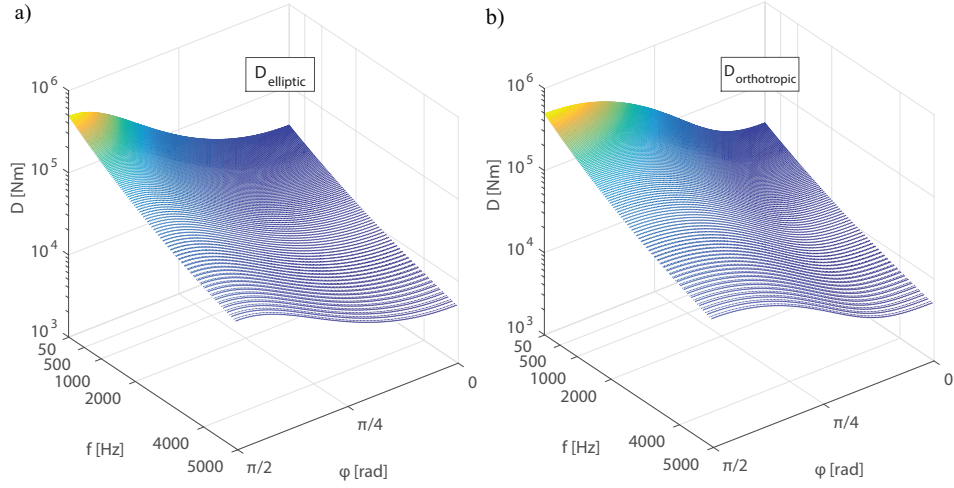 a)
D_elliptic
10^6
10^5
D [Nm]
10^4
10^3
50
500
1000
2000
4000
5000
f [Hz]
π/2
π/4
0
φ [rad]
b)
D_orthotropic
10^6
10^5
D [Nm]
10^4
10^3
50
500
1000
2000
4000
5000
f [Hz]
π/2
π/4
0
φ [rad]